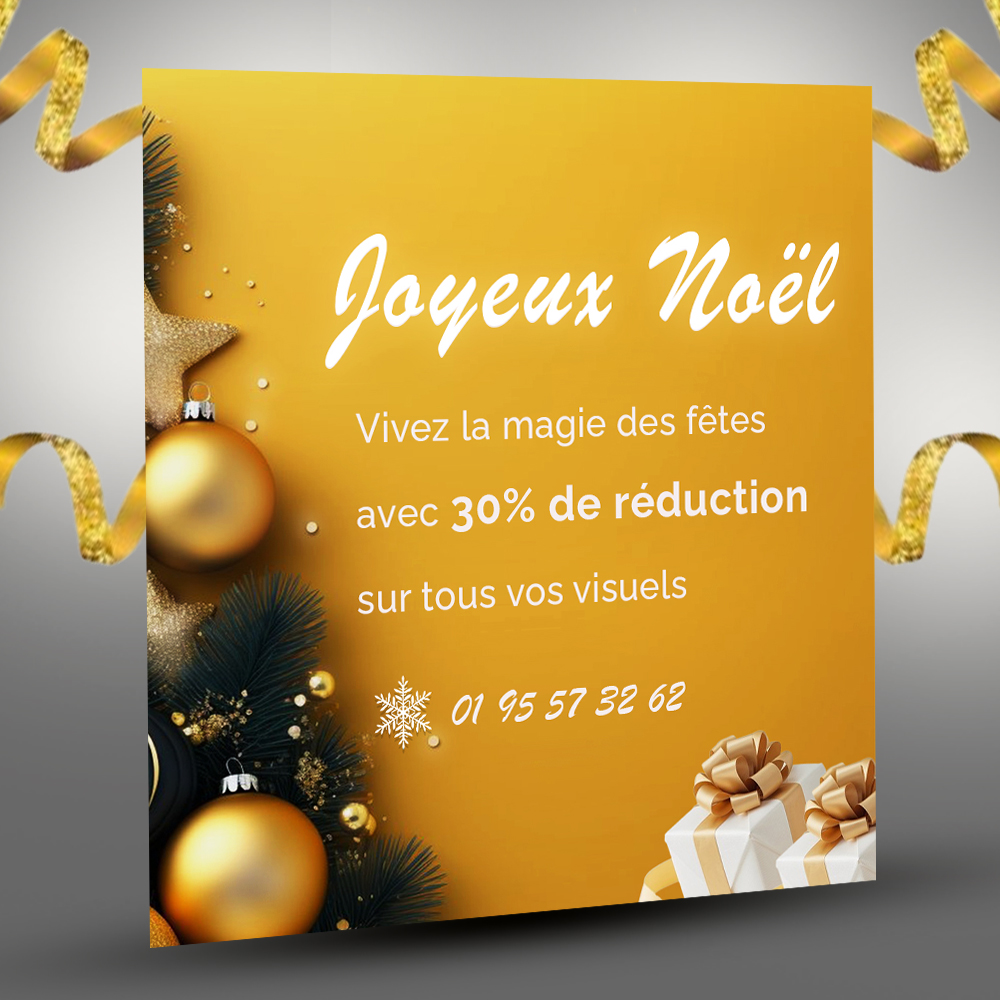 Joyeux Noël
Vivez la magie des fêtes
avec 30% de réduction
sur tous vos visuels
01 95 57 32 62